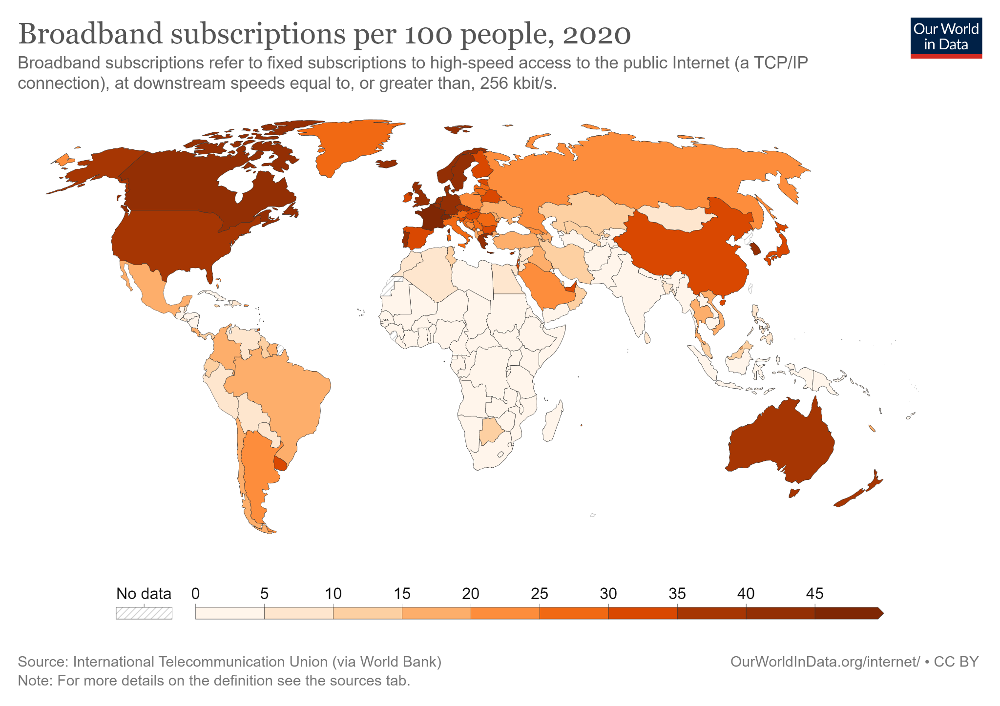 Broadband subscriptions per 100 people, 2020
Our World
in Data
Broadband subscriptions refer to fixed subscriptions to high-speed access to the public Internet (a TCP/IP
connection), at downstream speeds equal to, or greater than, 256 kbit/s.
No data 0 5 10 15 20 25 30 35 40 45
Source: International Telecommunication Union (via World Bank)
OurWorldInData.org/internet/ • CC BY
Note: For more details on the definition see the sources tab.